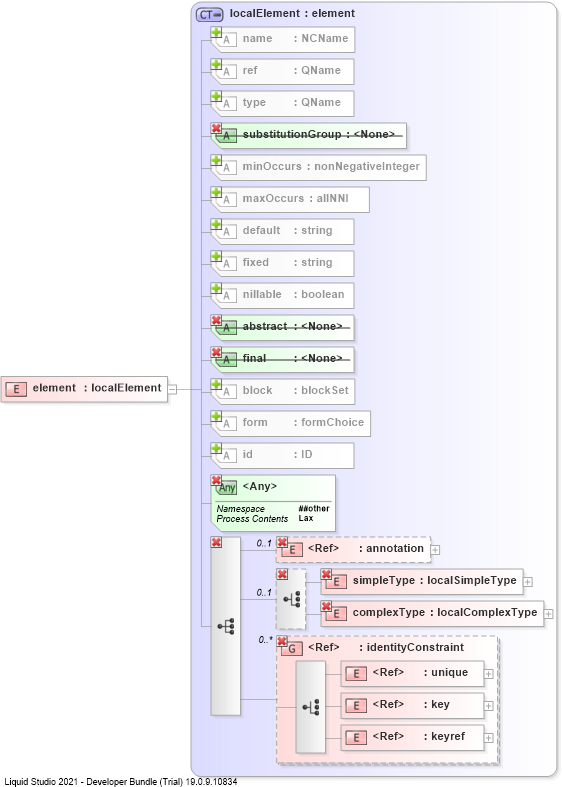 CT localElement : element
A name : NCName
A ref : QName
A type : QName
A substitutionGroup : <None>
A minOccurs : nonNegativeInteger
A maxOccurs : allNNI
A default : string
A fixed : string
A nillable : boolean
A abstract : <None>
A final : <None>
E element : localElement
A block : blockSet
A form : formChoice
A id : ID
Any <Any>
Namespace ##other
Process Contents Lax
0..1 E <Ref> : annotation
E simpleType : localSimpleType
0..1
E complexType : localComplexType
0..* G <Ref> : identityConstraint
E <Ref> : unique
E <Ref> : key
E <Ref> : keyref
Liquid Studio 2021 - Developer Bundle (Trial) 19.0.9.10834